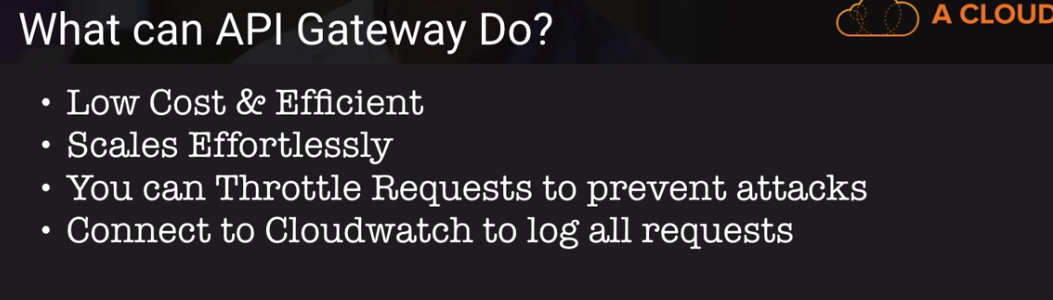 What can API Gateway Do?
A CLOUD
• Low Cost & Efficient
• Scales Effortlessly
• You can Throttle Requests to prevent attacks
• Connect to Cloudwatch to log all requests